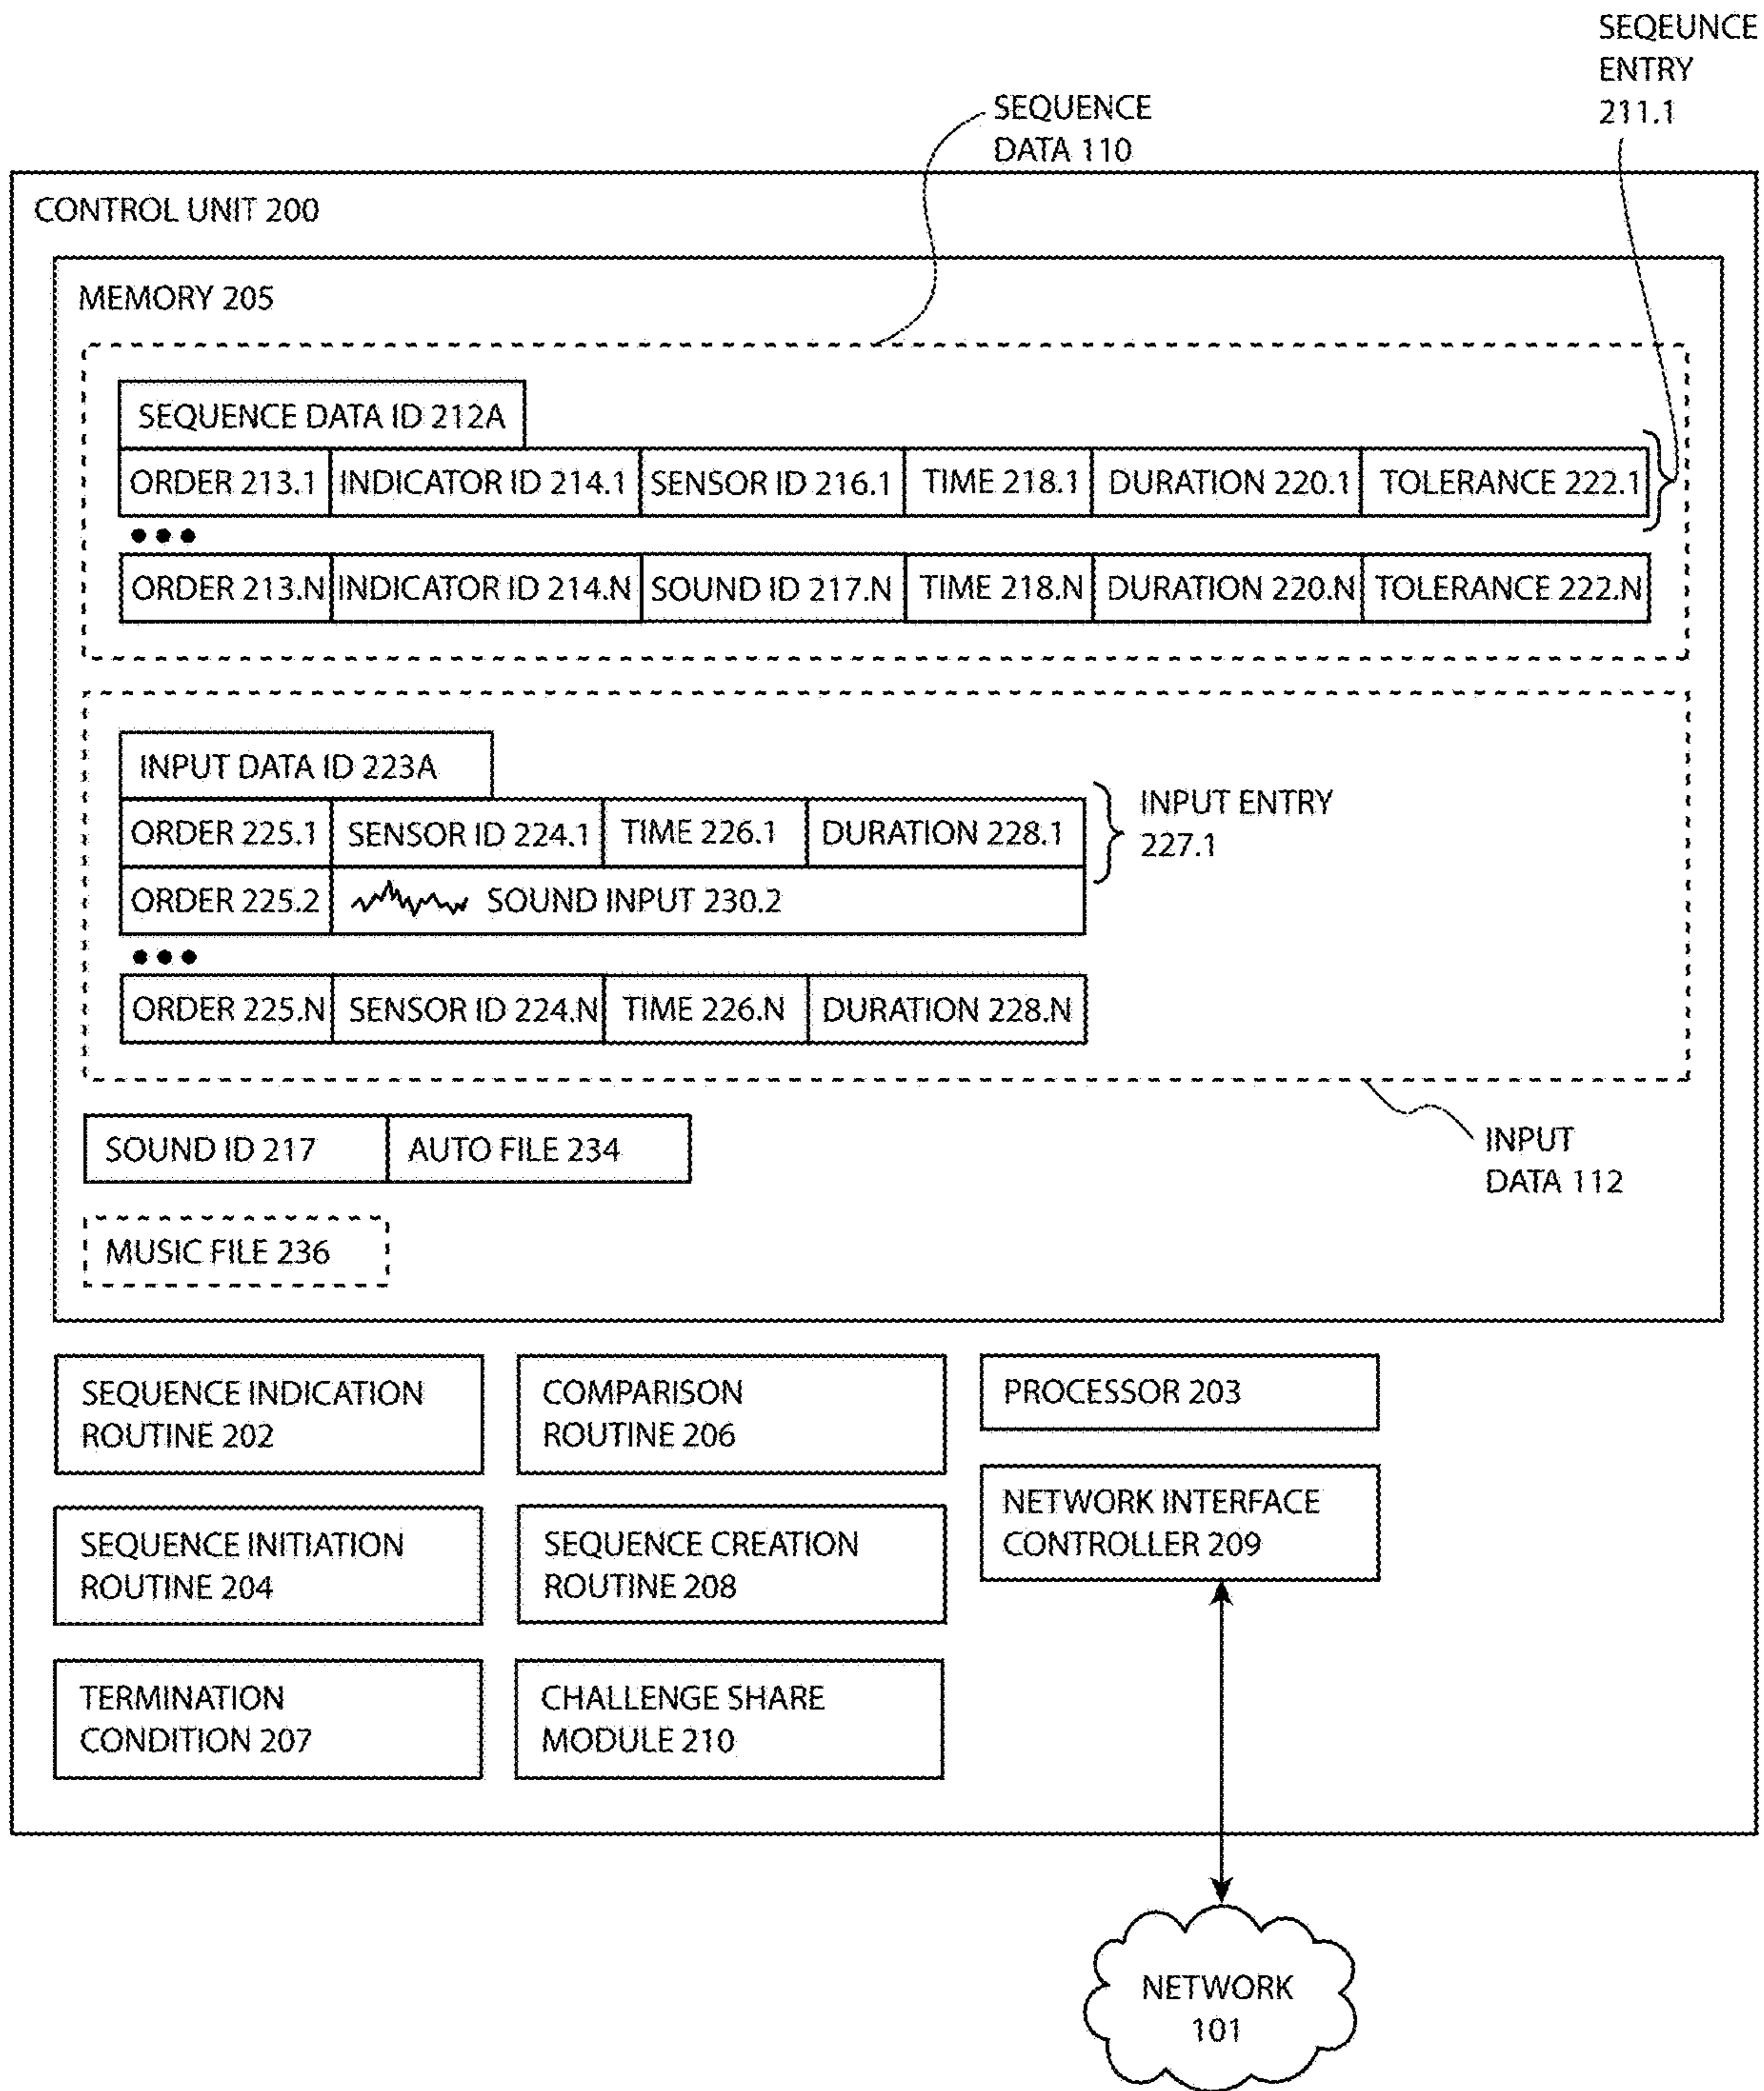 SEQEUNCE
ENTRY
211.1
SEQUENCE
DATA 110
CONTROL UNIT 200
MEMORY 205
SEQUENCE DATA ID 212A
ORDER 213.1 INDICATOR ID 214.1 SENSOR ID 216.1 TIME 218.1 DURATION 220.1 TOLERANCE 222.1
ORDER 213.N INDICATOR ID 214.N SOUND ID 217.N TIME 218.N DURATION 220.N TOLERANCE 222.N
INPUT DATA ID 223A
ORDER 225.1 SENSOR ID 224.1 TIME 226.1 DURATION 228.1
INPUT ENTRY
227.1
ORDER 225.2 SOUND INPUT 230.2
ORDER 225.N SENSOR ID 224.N TIME 226.N DURATION 228.N
SOUND ID 217 AUTO FILE 234
INPUT
DATA 112
MUSIC FILE 236
SEQUENCE INDICATION
ROUTINE 202
COMPARISON
ROUTINE 206
PROCESSOR 203
SEQUENCE INITIATION
ROUTINE 204
SEQUENCE CREATION
ROUTINE 208
NETWORK INTERFACE
CONTROLLER 209
TERMINATION
CONDITION 207
CHALLENGE SHARE
MODULE 210
NETWORK
101